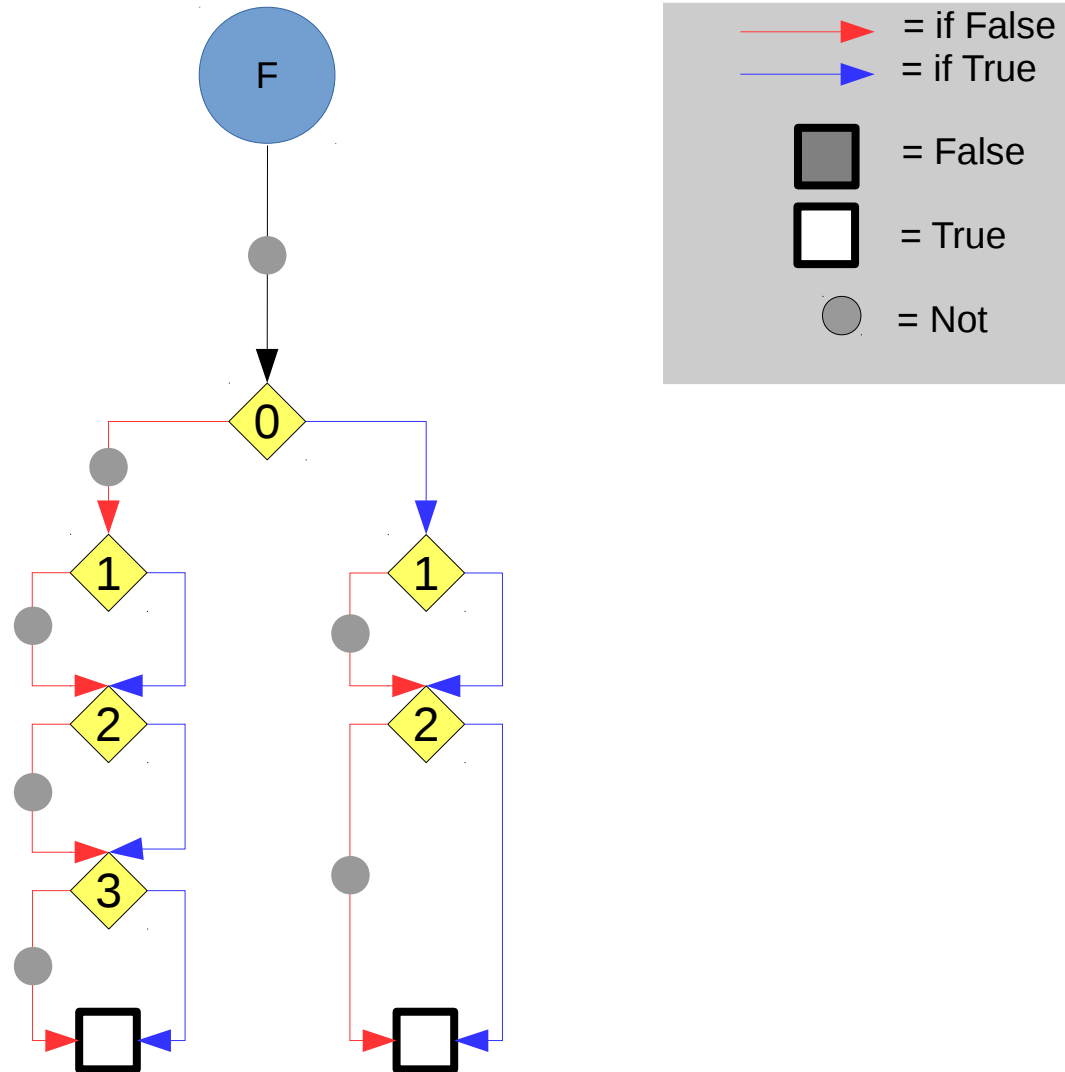 F
= if False
= if True
= False
= True
= Not
0
1
1
2
2
3